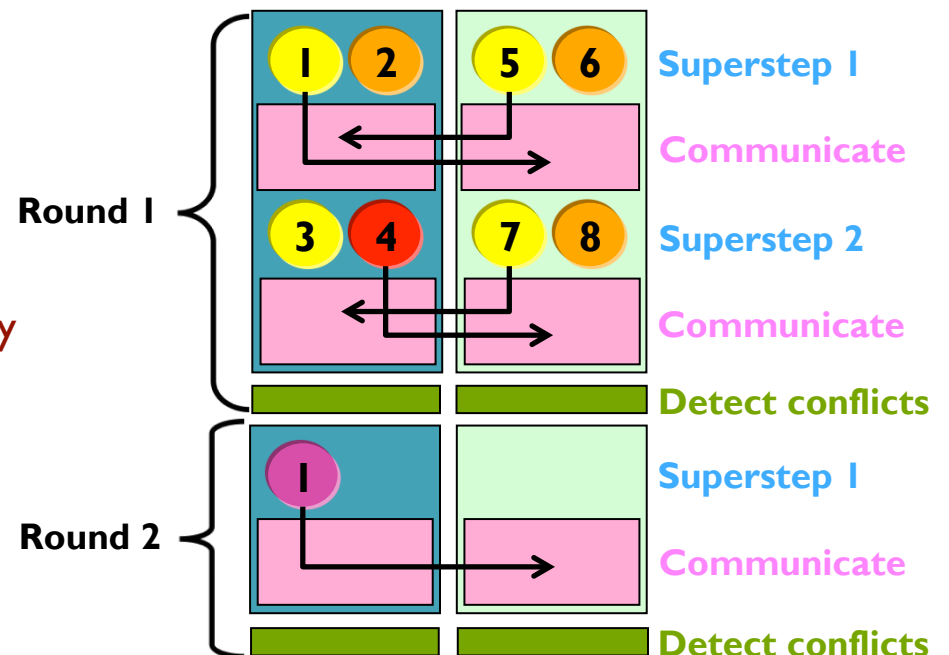 1 2 5 6 Superstep 1
Communicate
Round 1
3 4 7 8 Superstep 2
y
Communicate
Detect conflicts
1 Superstep 1
Round 2
Communicate
Detect conflicts